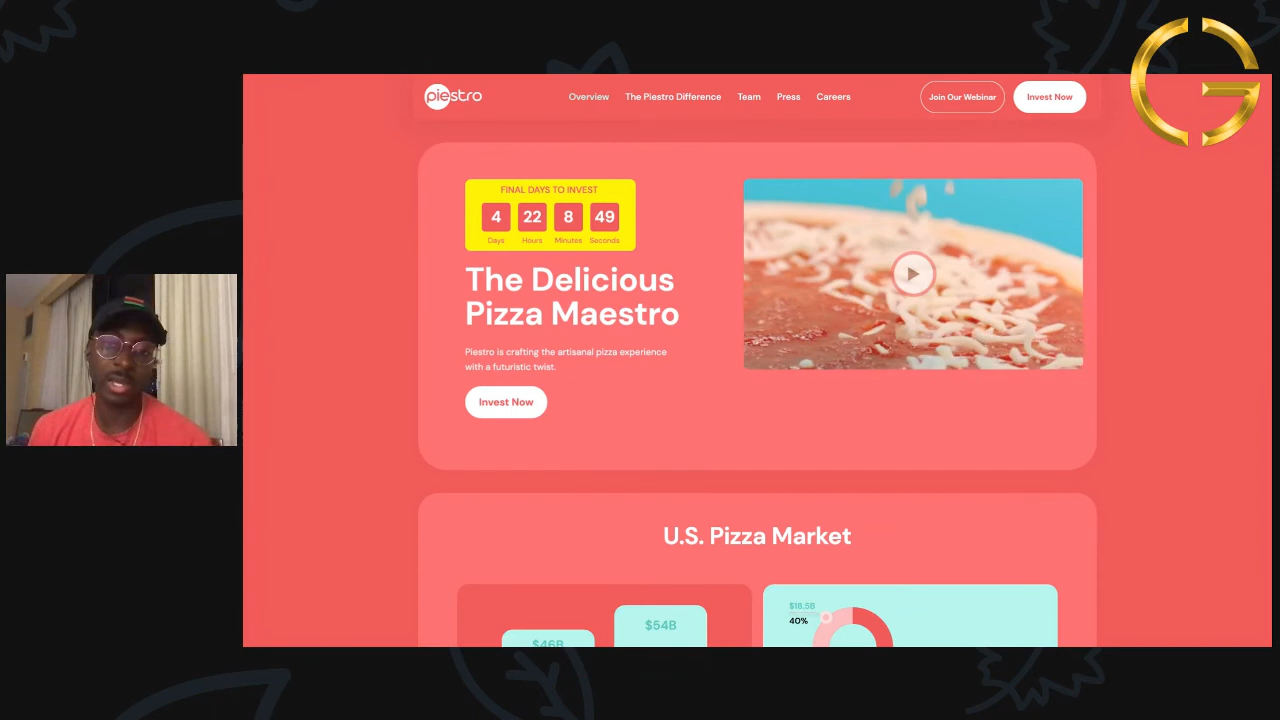 piestro
Overview
The Piestro Difference
Team
Press
Careers
Join Our Webinar
Invest Now
FINAL DAYS TO INVEST
4 22 8 49
Days Hours Minutes Seconds
The Delicious
Pizza Maestro
Piestro is crafting the artisanal pizza experience
with a futuristic twist.
Invest Now
U.S. Pizza Market
$46B
$54B
$18.5B
40%
G